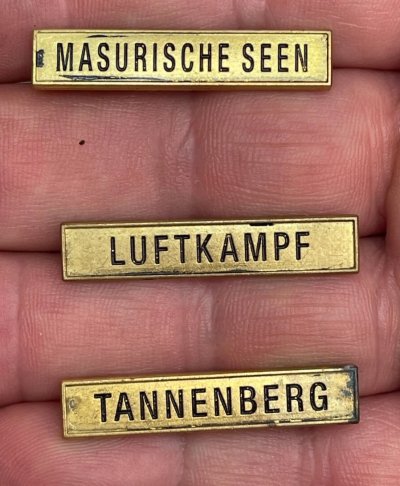 MASURISCHE SEEN
LUFTKAMPF
TANNENBERG